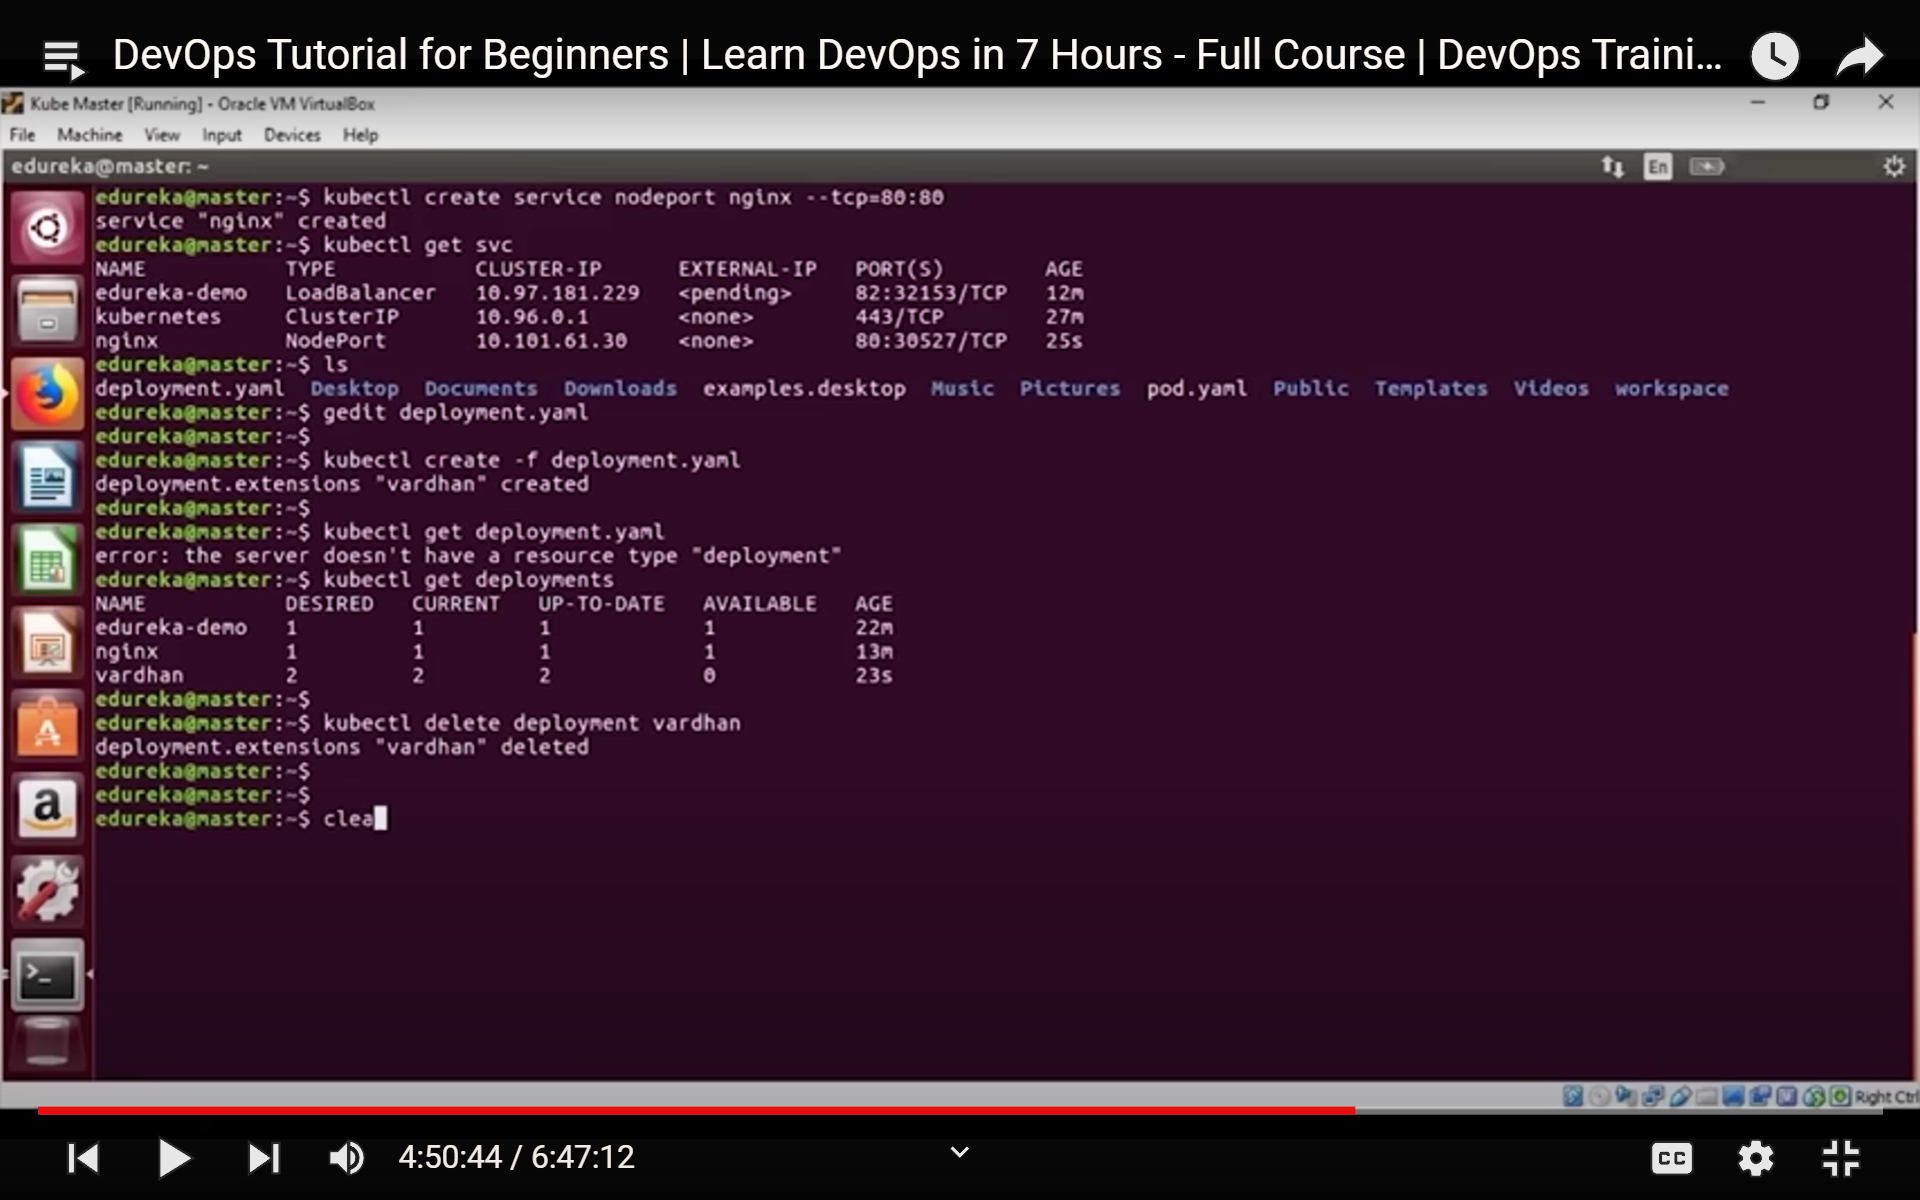 DevOps Tutorial for Beginners | Learn DevOps in 7 Hours - Full Course | DevOps Traini...
Kube Master [Running] - Oracle VM VirtualBox
File Machine View Input Devices Help
edureka@master: ~
En
edureka@master:~$ kubectl create service nodeport nginx --tcp=80:80
service "nginx" created
edureka@master:~$ kubectl get svc
NAME TYPE CLUSTER-IP EXTERNAL-IP PORT(S) AGE
edureka-demo LoadBalancer 10.97.181.229 <pending> 82:32153/TCP 12m
kubernetes ClusterIP 10.96.0.1 <none> 443/TCP 27m
nginx NodePort 10.101.61.30 <none> 80:30527/TCP 25s
edureka@master:~$ ls
deployment.yaml Desktop Documents Downloads examples.desktop Music Pictures pod.yaml Public Templates Videos workspace
edureka@master:~$ gedit deployment.yaml
edureka@master:~$
edureka@master:~$ kubectl create -f deployment.yaml
deployment.extensions "vardhan" created
edureka@master:~$
edureka@master:~$ kubectl get deployment.yaml
error: the server doesn't have a resource type "deployment"
edureka@master:~$ kubectl get deployments
NAME DESIRED CURRENT UP-TO-DATE AVAILABLE AGE
edureka-demo 1 1 1 1 22m
nginx 1 1 1 1 13m
vardhan 2 2 2 0 23s
edureka@master:~$
edureka@master:~$ kubectl delete deployment vardhan
deployment.extensions "vardhan" deleted
edureka@master:~$
edureka@master:~$
edureka@master:~$ clea
Right Ctrl
4:50:44 / 6:47:12
CC